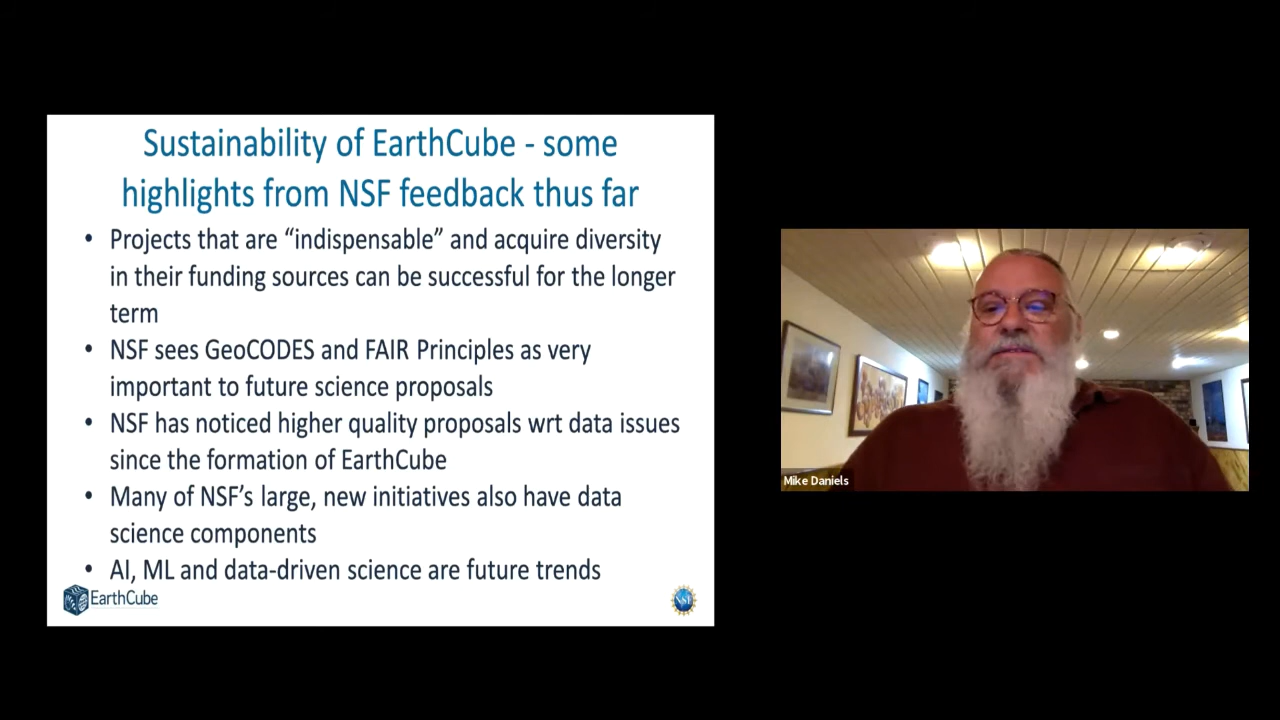 Sustainability of EarthCube - some
highlights from NSF feedback thus far
• Projects that are “indispensable” and acquire diversity
in their funding sources can be successful for the longer
term
• NSF sees GeoCODES and FAIR Principles as very
important to future science proposals
• NSF has noticed higher quality proposals wrt data issues
since the formation of EarthCube
• Many of NSF’s large, new initiatives also have data
science components
• AI, ML and data-driven science are future trends
EarthCube
NSF
Mike Daniels